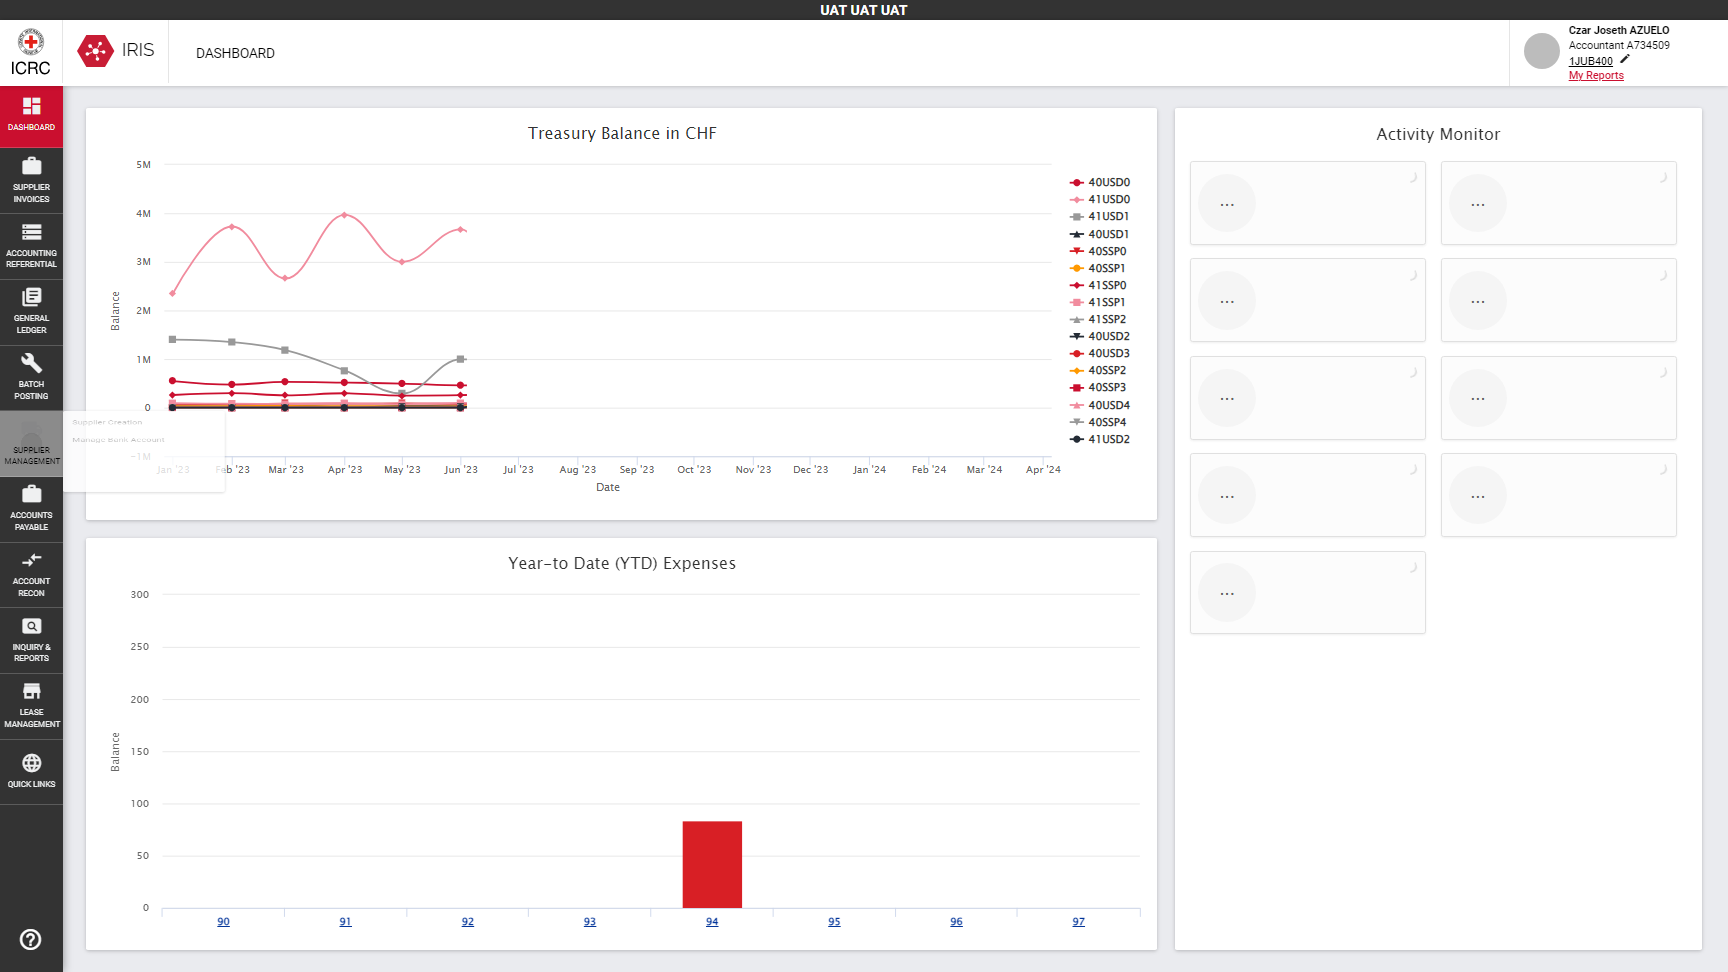 UAT UAT UAT
ICRC
IRIS
DASHBOARD
Czar Joseth AZUELO
Accountant A734509
1JUB400
My Reports
DASHBOARD
SUPPLIER
INVOICES
ACCOUNTING
REFERENTIAL
GENERAL
LEDGER
BATCH
POSTING
SUPPLIER
MANAGEMENT
Supplier Creation
Manage Bank Account
ACCOUNTS
PAYABLE
ACCOUNT
RECON
INQUIRY &
REPORTS
LEASE
MANAGEMENT
QUICK LINKS
Treasury Balance in CHF
5M
4M
3M
2M
1M
0
-1M
Balance
Jan '23
Feb '23
Mar '23
Apr '23
May '23
Jun '23
Jul '23
Aug '23
Sep '23
Oct '23
Nov '23
Dec '23
Jan '24
Feb '24
Mar '24
Apr '24
Date
40USD0
41USD0
41USD1
40USD1
40SSP0
40SSP1
41SSP0
41SSP1
41SSP2
40USD2
40USD3
40SSP2
40SSP3
40USD4
40SSP4
41USD2
Year-to Date (YTD) Expenses
300
250
200
150
100
50
0
Balance
90
91
92
93
94
95
96
97
Activity Monitor
...
...
...
...
...
...
...
...
...